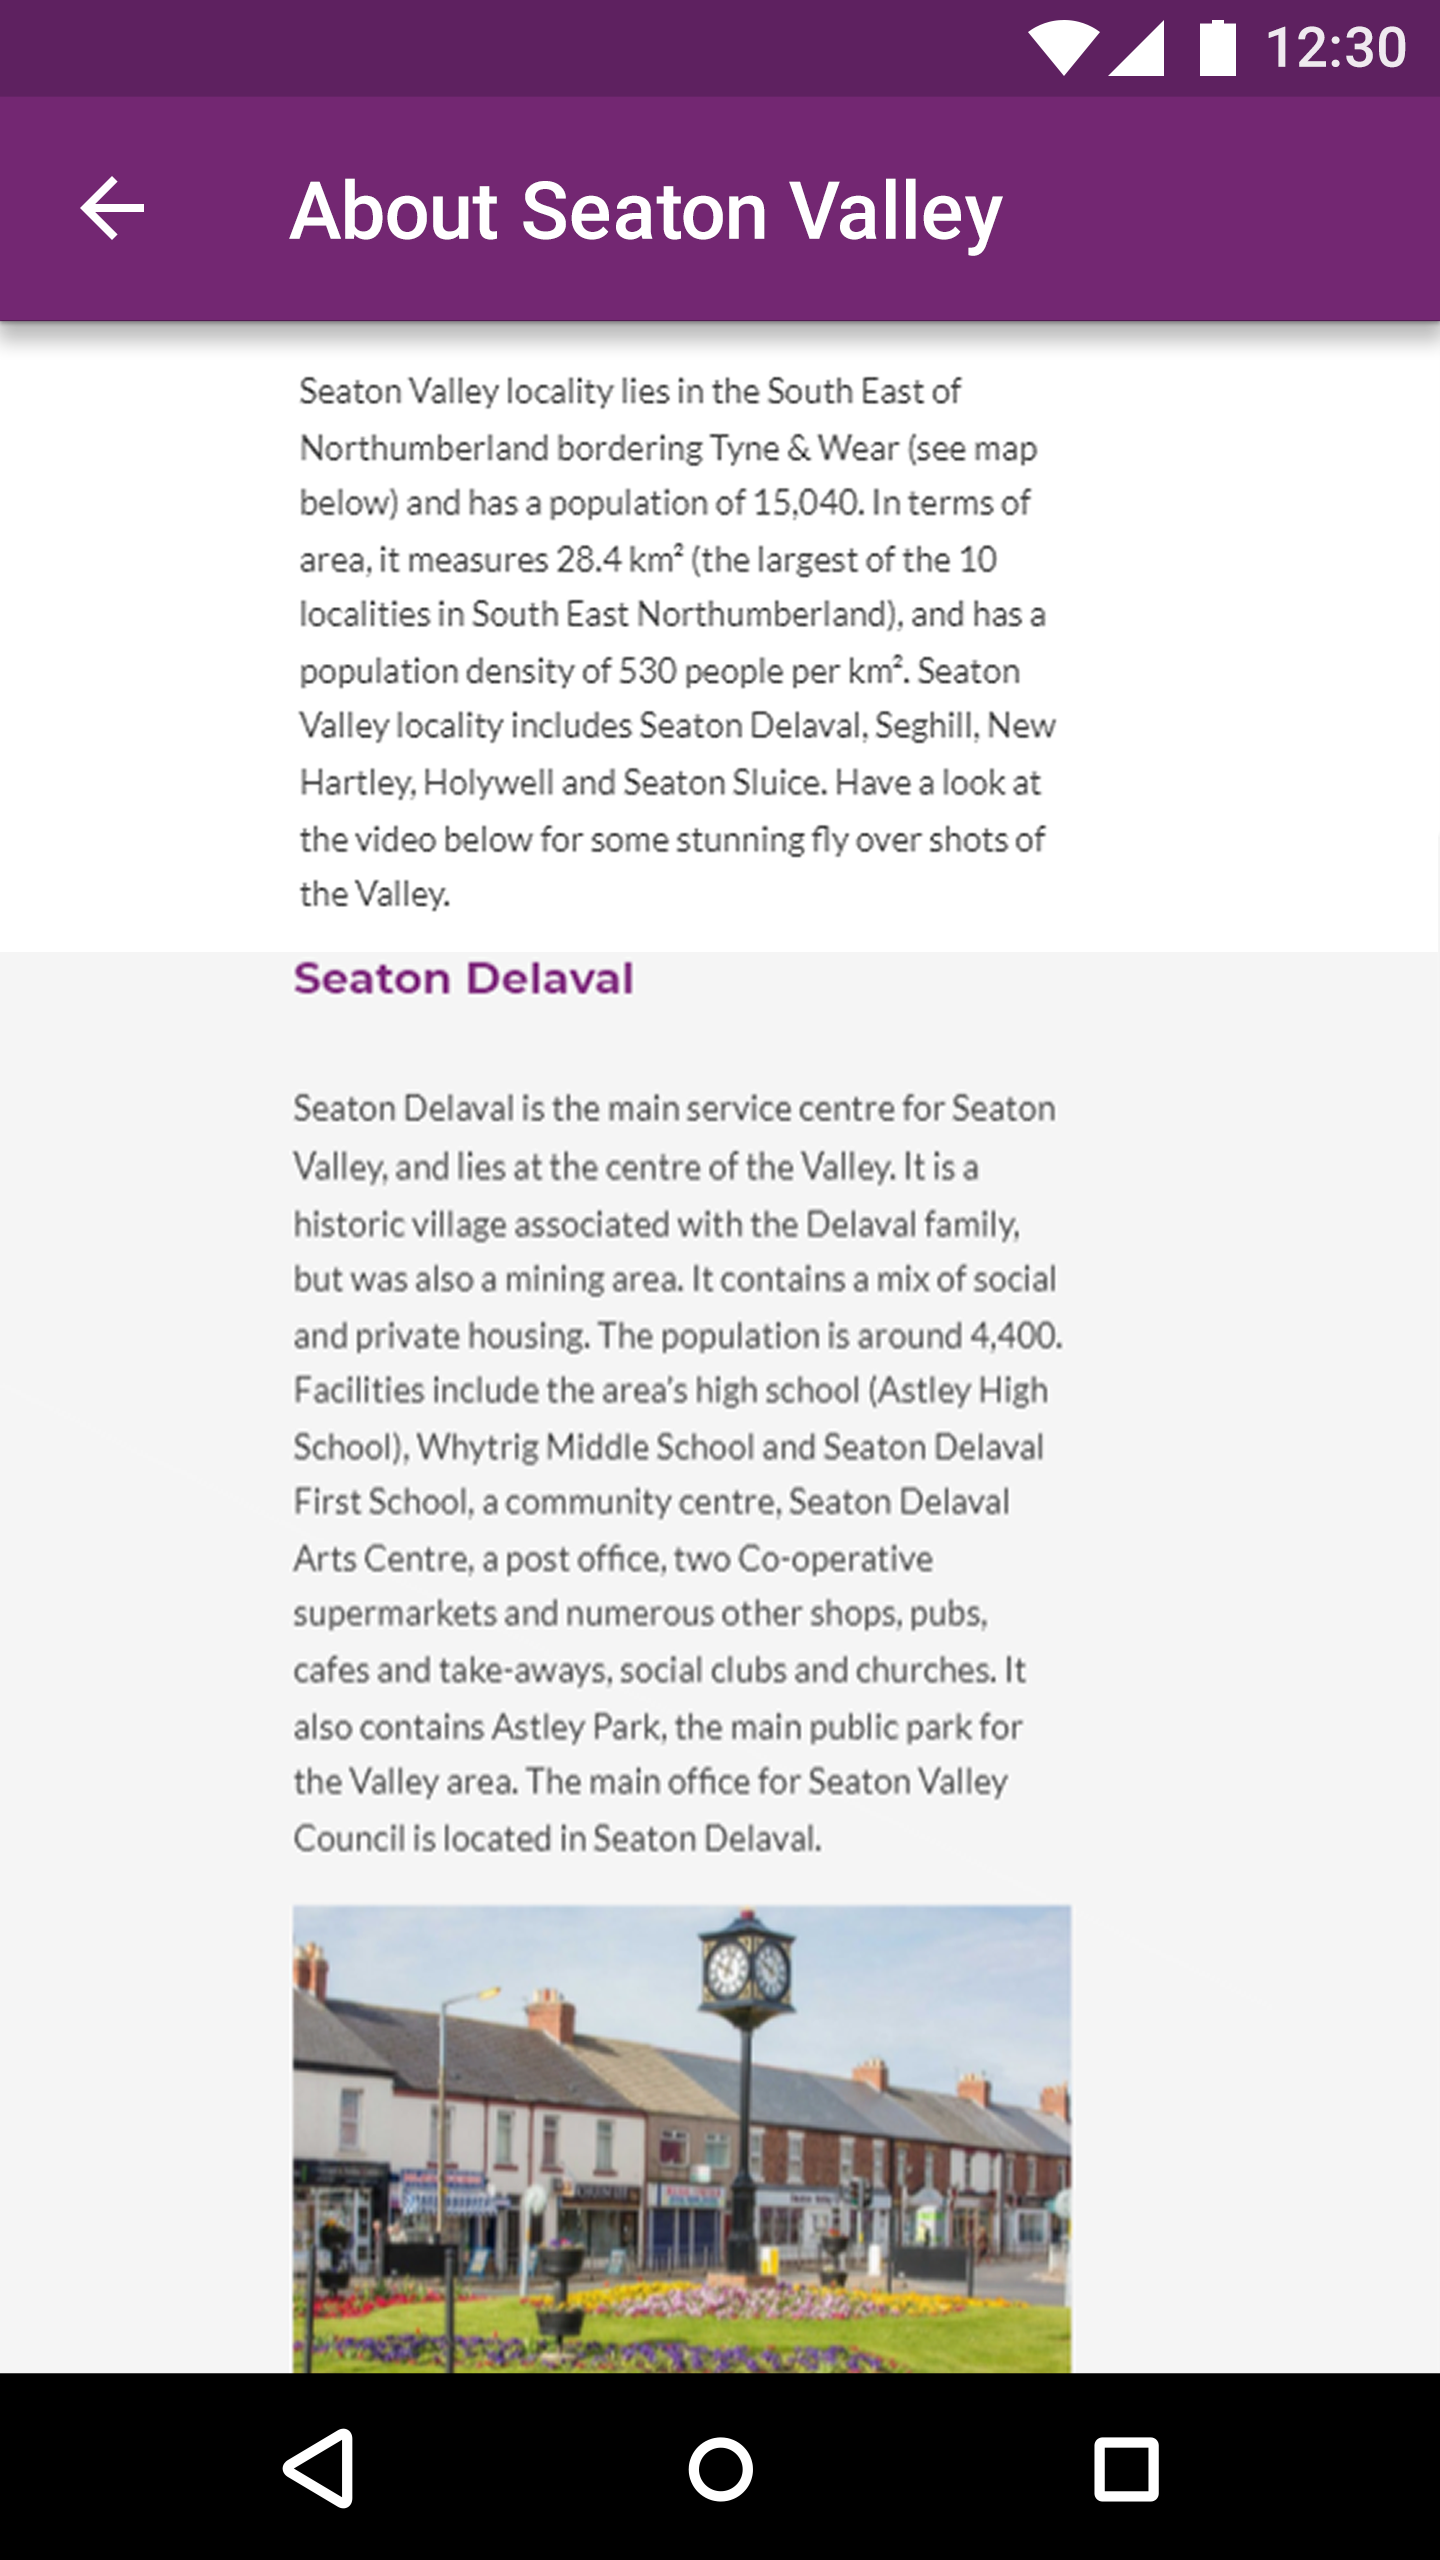 12:30
About Seaton Valley
Seaton Valley locality lies in the South East of
Northumberland bordering Tyne & Wear (see map
below) and has a population of 15,040. In terms of
area, it measures 28.4 km² (the largest of the 10
localities in South East Northumberland), and has a
population density of 530 people per km². Seaton
Valley locality includes Seaton Delaval, Seghill, New
Hartley, Holywell and Seaton Sluice. Have a look at
the video below for some stunning fly over shots of
the Valley.
Seaton Delaval
Seaton Delaval is the main service centre for Seaton
Valley, and lies at the centre of the Valley. It is a
historic village associated with the Delaval family,
but was also a mining area. It contains a mix of social
and private housing. The population is around 4,400.
Facilities include the area's high school (Astley High
School), Whytrig Middle School and Seaton Delaval
First School, a community centre, Seaton Delaval
Arts Centre, a post office, two Co-operative
supermarkets and numerous other shops, pubs,
cafes and take-aways, social clubs and churches. It
also contains Astley Park, the main public park for
the Valley area. The main office for Seaton Valley
Council is located in Seaton Delaval.